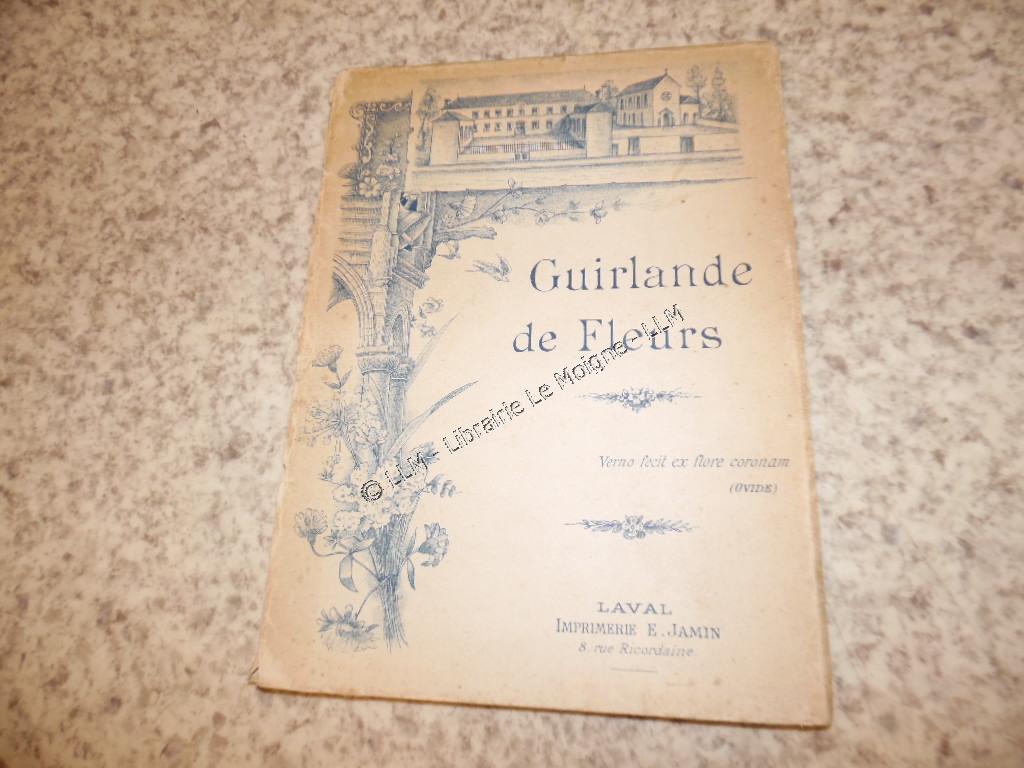 Guirlande
de Fleurs
Verno fecit ex flore coronam
(OVIDE)
LAVAL
IMPRIMERIE E. JAMIN
8, rue Ricordaine
© LLM - Librairie Le Moigne - LLM